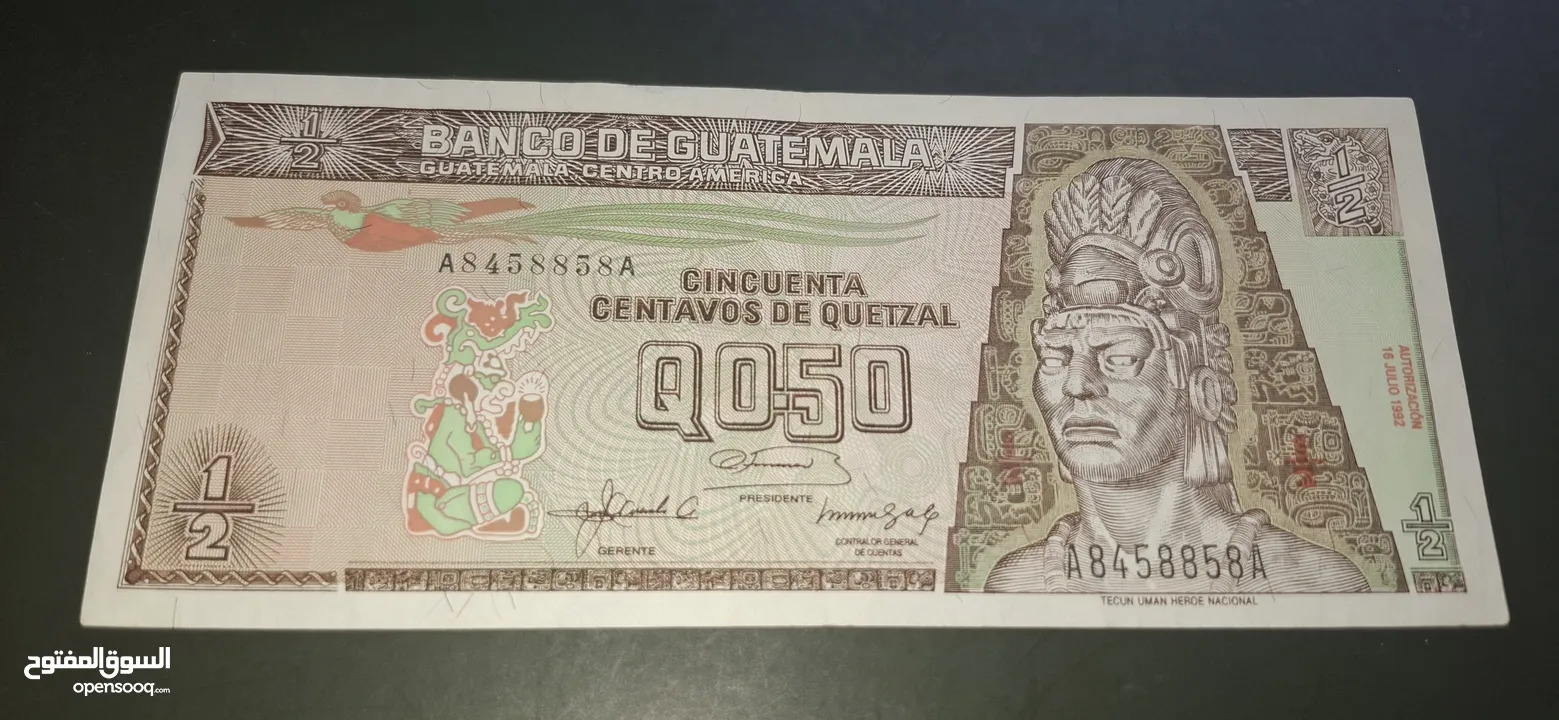 1/2
BANCO DE GUATEMALA
GUATEMALA, CENTRO AMERICA
1/2
A8458858A
CINCUENTA
CENTAVOS DE QUETZAL
Q0.50
AUTORIZACIÓN
16 JULIO 1992
PRESIDENTE
GERENTE
CONTRALOR GENERAL
DE CUENTAS
1/2
1/2
A8458858A
TECUN UMAN HEROE NACIONAL
السوق المفتوح
opensooq.com